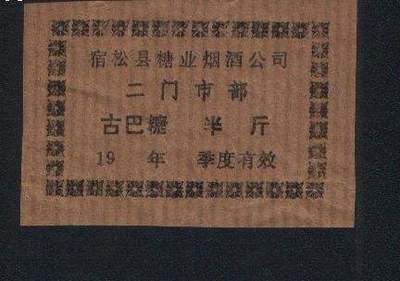 宿松县糖业烟酒公司
二门市部
古巴糖 半斤
19 年 季度有效